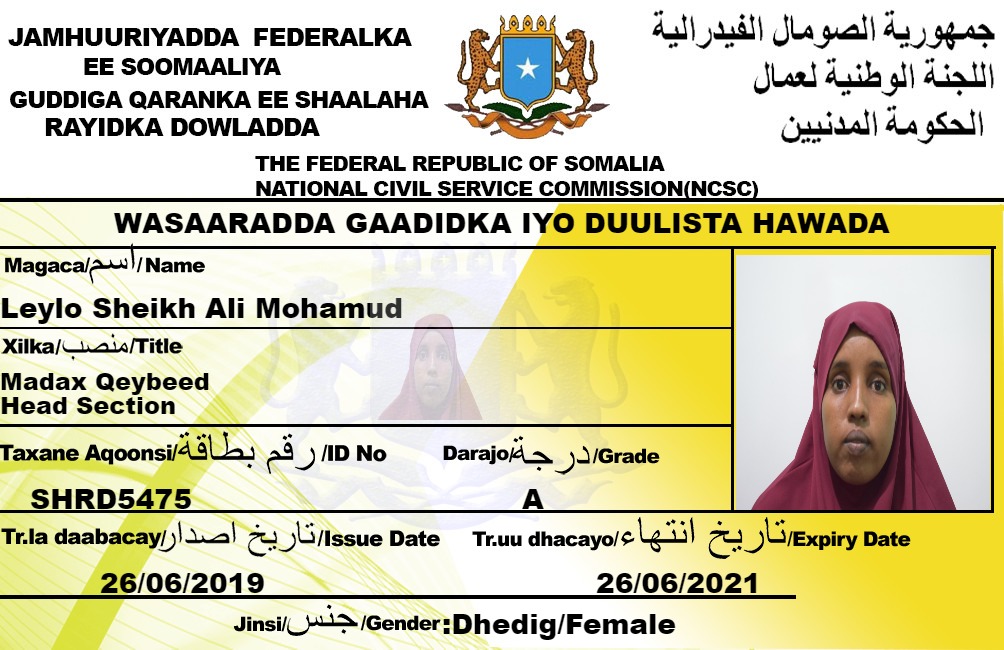 JAMHUURIYADDA FEDERALKA
EE SOOMAALIYA
GUDDIGA QARANKA EE SHAALAHA
RAYIDKA DOWLADDA
جمهورية الصومال الفيدرالية
اللجنة الوطنية لعمال
الحكومة المدنيين
THE FEDERAL REPUBLIC OF SOMALIA
NATIONAL CIVIL SERVICE COMMISSION(NCSC)
WASAARADDA GAADIDKA IYO DUULISTA HAWADA
Magaca/اسم/Name
Leylo Sheikh Ali Mohamud
Xilka/منصب/Title
Madax Qeybeed
Head Section
Taxane Aqoonsi/رقم بطاقة/ID No
SHRD5475
Darajo/درجة/Grade
A
Tr.la daabacay/تاريخ اصدار/Issue Date
26/06/2019
Tr.uu dhacayo/تاريخ انتهاء/Expiry Date
26/06/2021
Jinsi/جنس/Gender:Dhedig/Female